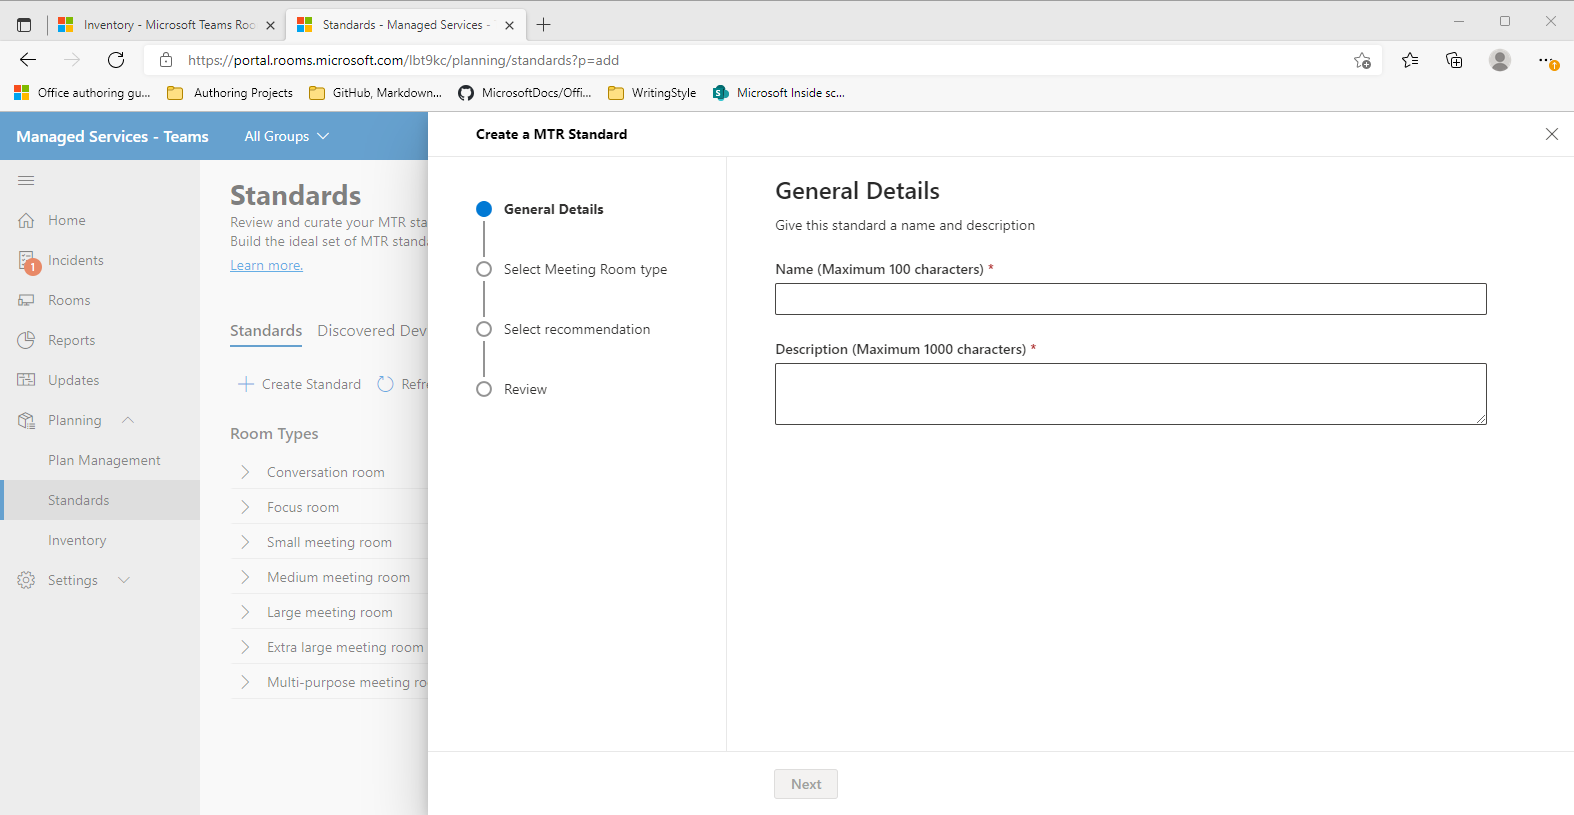 Inventory - Microsoft Teams Roo
Standards - Managed Services -
https://portal.rooms.microsoft.com/lbt9kc/planning/standards?p=add
Office authoring gu...
Authoring Projects
GitHub, Markdown...
MicrosoftDocs/Offi...
WritingStyle
Microsoft Inside sc...
Managed Services - Teams
All Groups
Home
Incidents
1
Rooms
Reports
Updates
Planning
Plan Management
Standards
Inventory
Settings
Standards
Review and curate your MTR sta
Build the ideal set of MTR stand
Learn more.
Standards
Discovered Dev
Create Standard
Refr
Room Types
Conversation room
Focus room
Small meeting room
Medium meeting room
Large meeting room
Extra large meeting room
Multi-purpose meeting ro
Create a MTR Standard
General Details
Select Meeting Room type
Select recommendation
Review
General Details
Give this standard a name and description
Name (Maximum 100 characters) *
Description (Maximum 1000 characters) *
Next